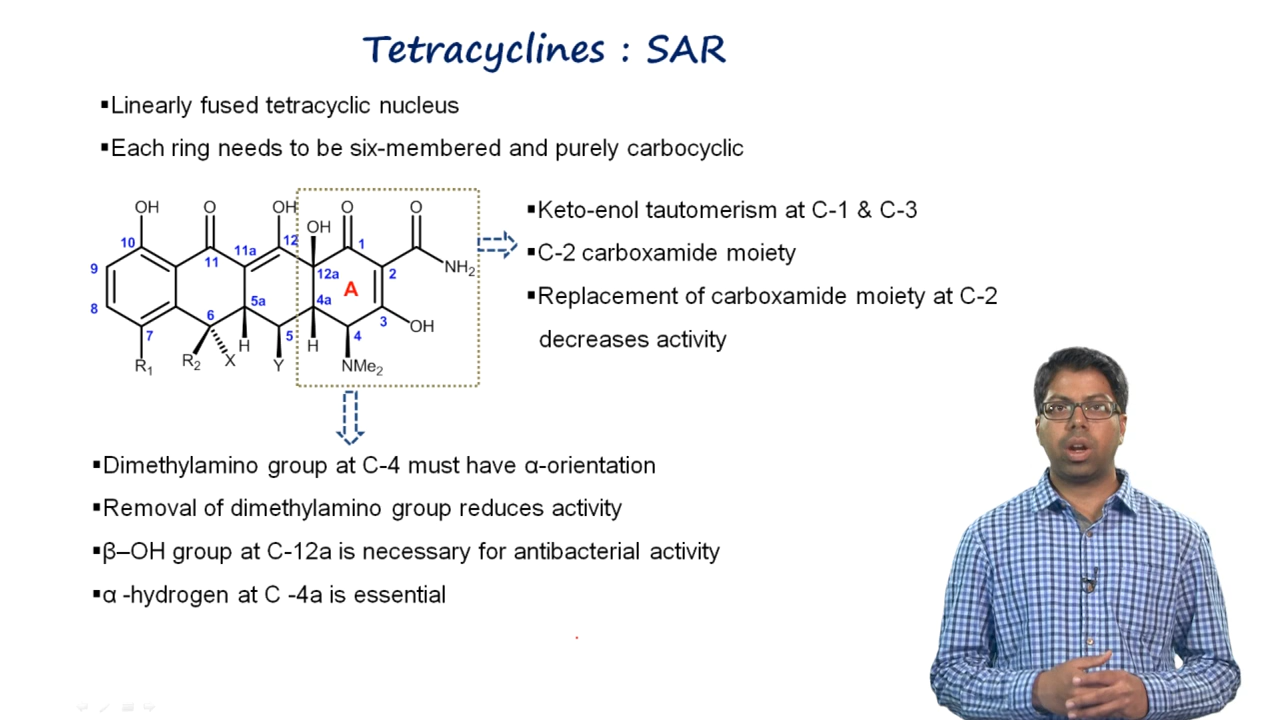 Tetracyclines : SAR
▪Linearly fused tetracyclic nucleus
▪Each ring needs to be six-membered and purely carbocyclic
OH O OH OH O O
10 11 11a 12 12a 1 2 NH₂
9 A
8 7 6 5a 5 4a 4 3 OH
R₁ R₂ X H Y H NMe₂
▪Keto-enol tautomerism at C-1 & C-3
▪C-2 carboxamide moiety
▪Replacement of carboxamide moiety at C-2
decreases activity
▪Dimethylamino group at C-4 must have α-orientation
▪Removal of dimethylamino group reduces activity
▪β–OH group at C-12a is necessary for antibacterial activity
▪α -hydrogen at C -4a is essential